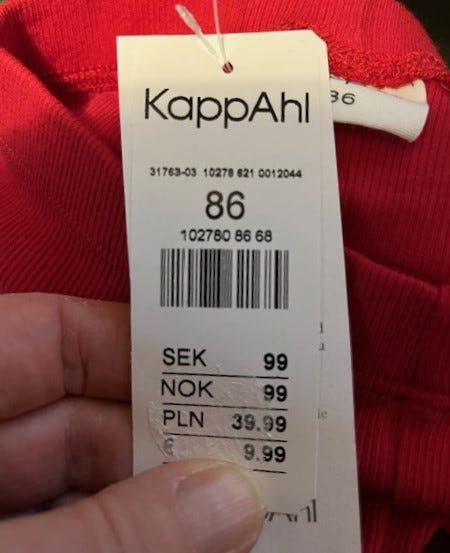 KappAhl
86
31763-03 10278 621 0012044
86
102780 86 68
SEK 99
NOK 99
PLN 39.99
9.99